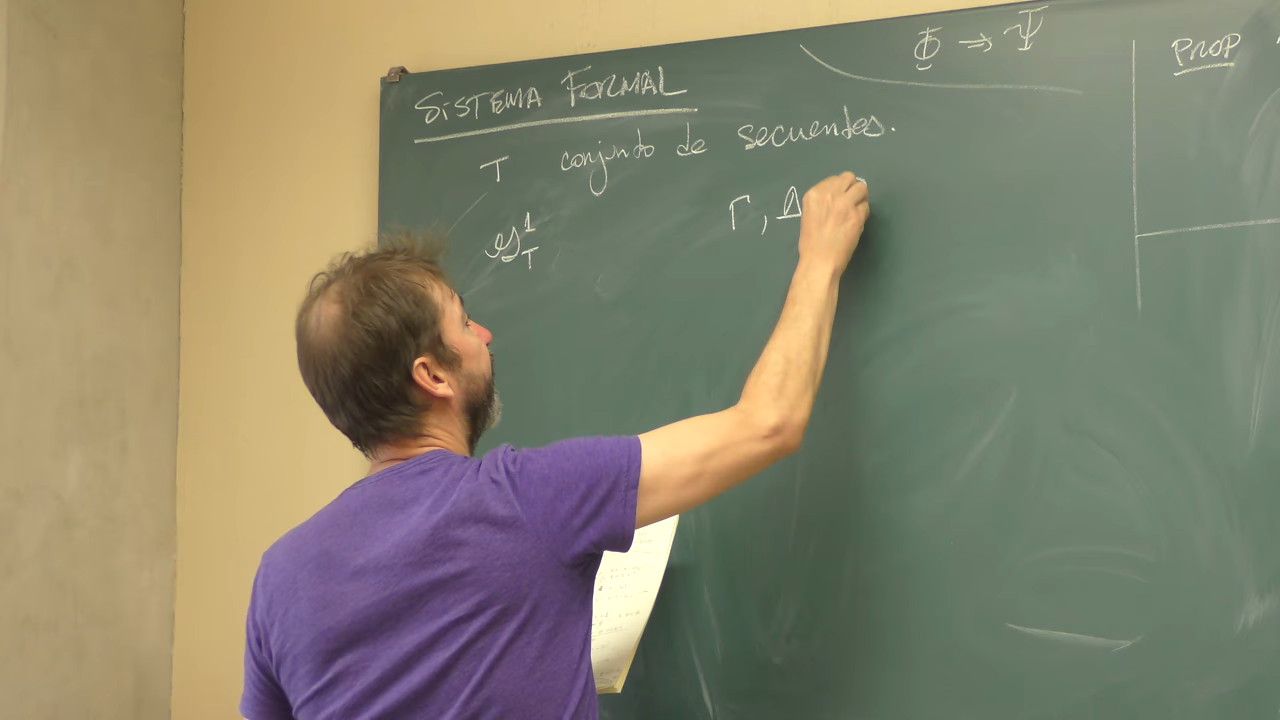 SISTEMA FORMAL
T conjunto de secuentes.
Γ, Δ
Φ ⇒ Ψ
PROP